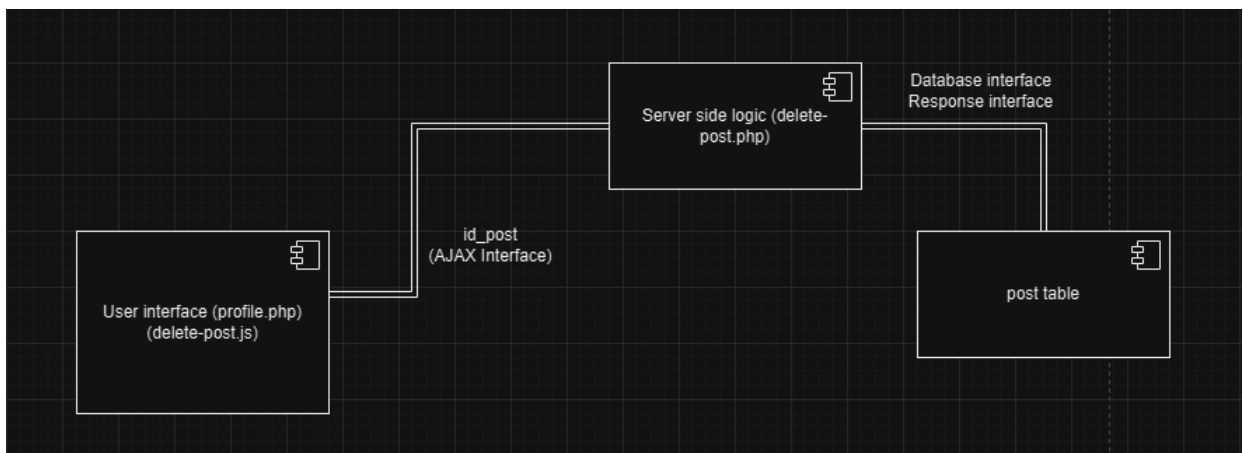 Server side logic (delete-
post.php)
Database interface
Response interface
id_post
(AJAX Interface)
User interface (profile.php)
(delete-post.js)
post table